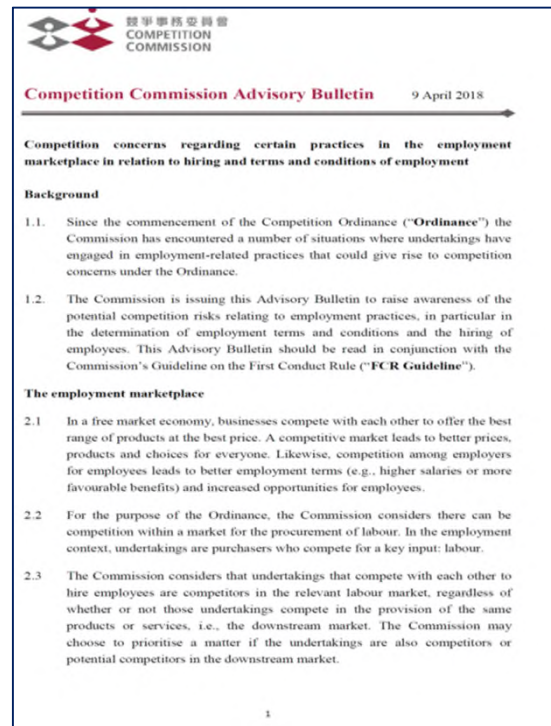 競爭事務委員會
COMPETITION
COMMISSION
Competition Commission Advisory Bulletin 9 April 2018
Competition concerns regarding certain practices in the employment
marketplace in relation to hiring and terms and conditions of employment
Background
1.1. Since the commencement of the Competition Ordinance (“Ordinance”) the
Commission has encountered a number of situations where undertakings have
engaged in employment-related practices that could give rise to competition
concerns under the Ordinance.
1.2. The Commission is issuing this Advisory Bulletin to raise awareness of the
potential competition risks relating to employment practices, in particular in
the determination of employment terms and conditions and the hiring of
employees. This Advisory Bulletin should be read in conjunction with the
Commission’s Guideline on the First Conduct Rule (“FCR Guideline”).
The employment marketplace
2.1 In a free market economy, businesses compete with each other to offer the best
range of products at the best price. A competitive market leads to better prices,
products and choices for everyone. Likewise, competition among employers
for employees leads to better employment terms (e.g., higher salaries or more
favourable benefits) and increased opportunities for employees.
2.2 For the purpose of the Ordinance, the Commission considers there can be
competition within a market for the procurement of labour. In the employment
context, undertakings are purchasers who compete for a key input: labour.
2.3 The Commission considers that undertakings that compete with each other to
hire employees are competitors in the relevant labour market, regardless of
whether or not those undertakings compete in the provision of the same
products or services, i.e., the downstream market. The Commission may
choose to prioritise a matter if the undertakings are also competitors or
potential competitors in the downstream market.
1